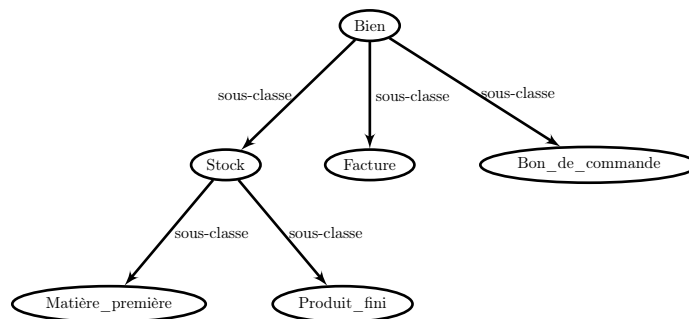 Bien
sous-classe
sous-classe
sous-classe
Stock
Facture
Bon_de_commande
sous-classe
sous-classe
Matière_première
Produit_fini